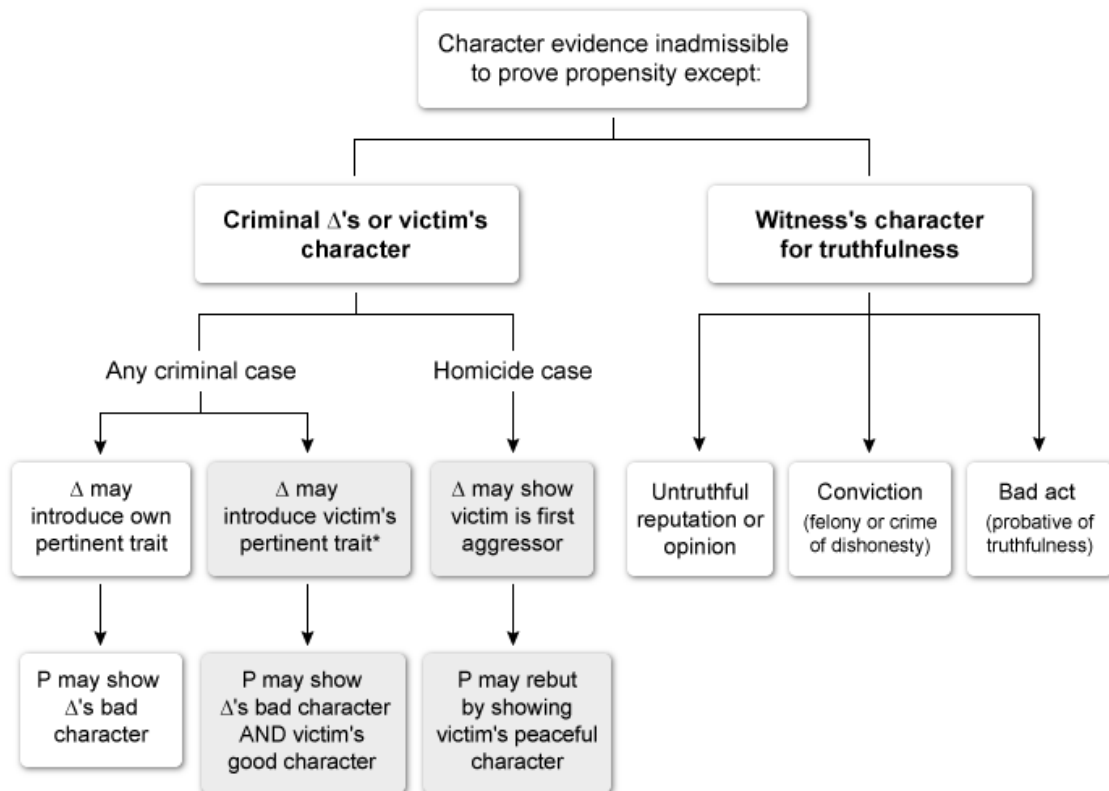 Character evidence inadmissible
to prove propensity except:
Criminal Δ's or victim's
character
Witness's character
for truthfulness
Any criminal case
Homicide case
Δ may
introduce own
pertinent trait
Δ may
introduce victim's
pertinent trait*
Δ may show
victim is first
aggressor
Untruthful
reputation or
opinion
Conviction
(felony or crime
of dishonesty)
Bad act
(probative of
truthfulness)
P may show
Δ's bad
character
P may show
Δ's bad character
AND victim's
good character
P may rebut
by showing
victim's peaceful
character